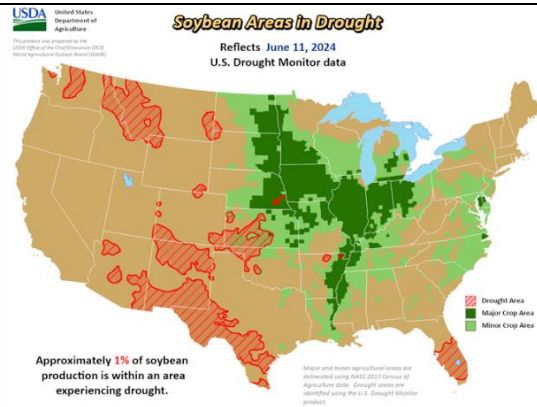 USDA
United States
Department of
Agriculture
This product was prepared by the
USDA Office of the Chief Economist (OCE)
World Agricultural Outlook Board (WAOB)
Soybean Areas in Drought
Reflects June 11, 2024
U.S. Drought Monitor data
Drought Area
Major Crop Area
Minor Crop Area
Approximately 1% of soybean
production is within an area
experiencing drought.
Major and minor agricultural areas are
delineated using NASS 2017 Census of
Agriculture data. Drought areas are
identified using the U.S. Drought Monitor
product.